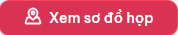 Xem sơ đồ họp